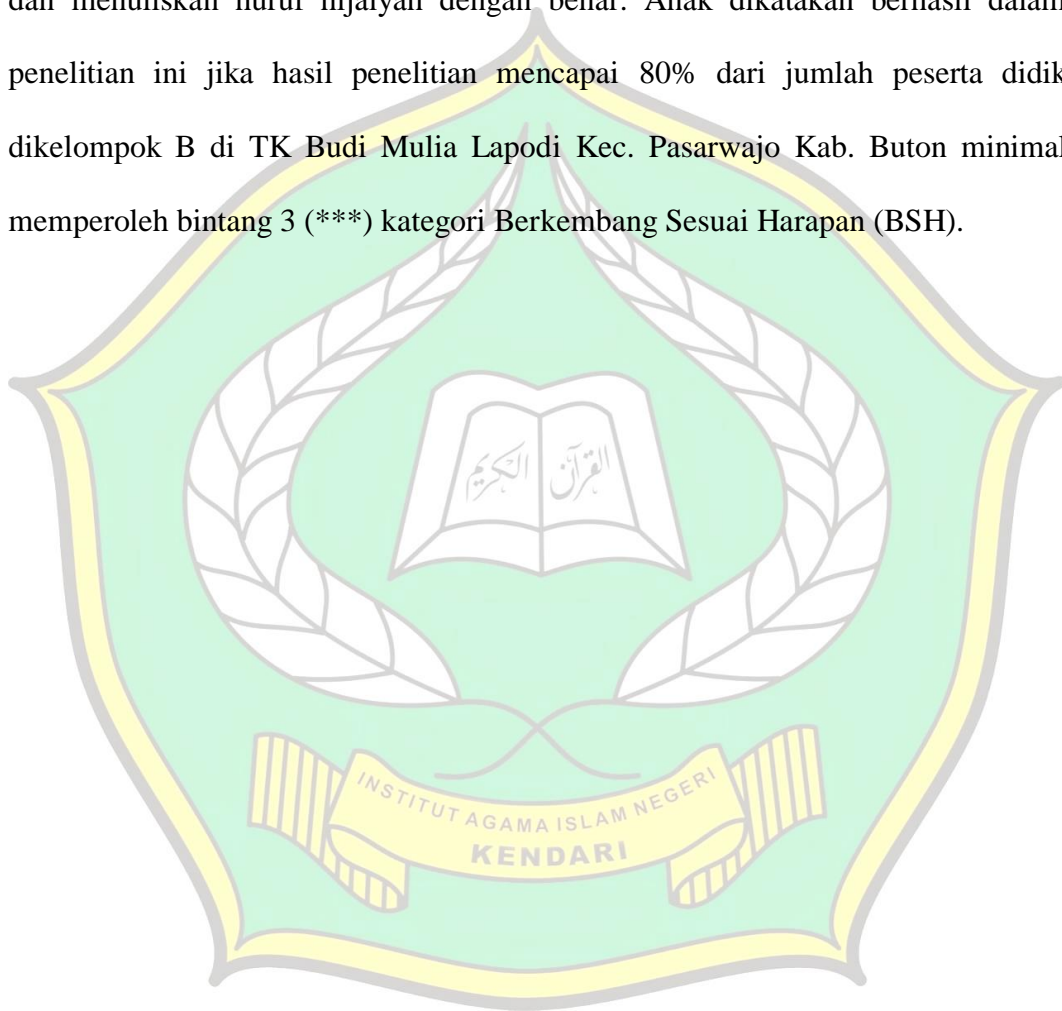 dan menuliskan huruf hijaiyah dengan benar. Anak dikatakan berhasil dalam
penelitian ini jika hasil penelitian mencapai 80% dari jumlah peserta didik
dikelompok B di TK Budi Mulia Lapodi Kec. Pasarwajo Kab. Buton minimal
memperoleh bintang 3 (***) kategori Berkembang Sesuai Harapan (BSH).
القرآن الكريم
INSTITUT AGAMA ISLAM NEGERI
KENDARI